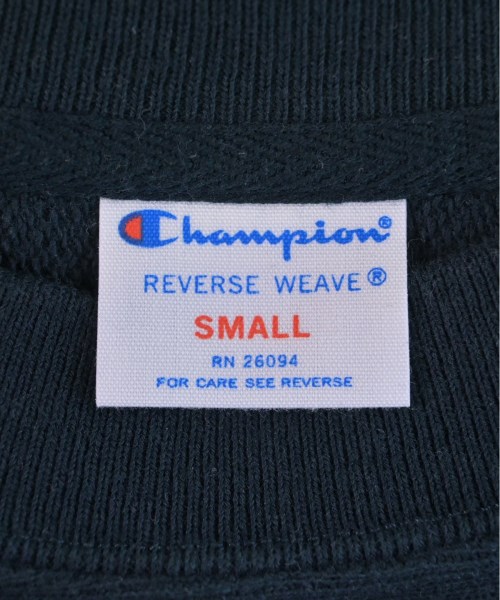 Champion®
REVERSE WEAVE®
SMALL
RN 26094
FOR CARE SEE REVERSE